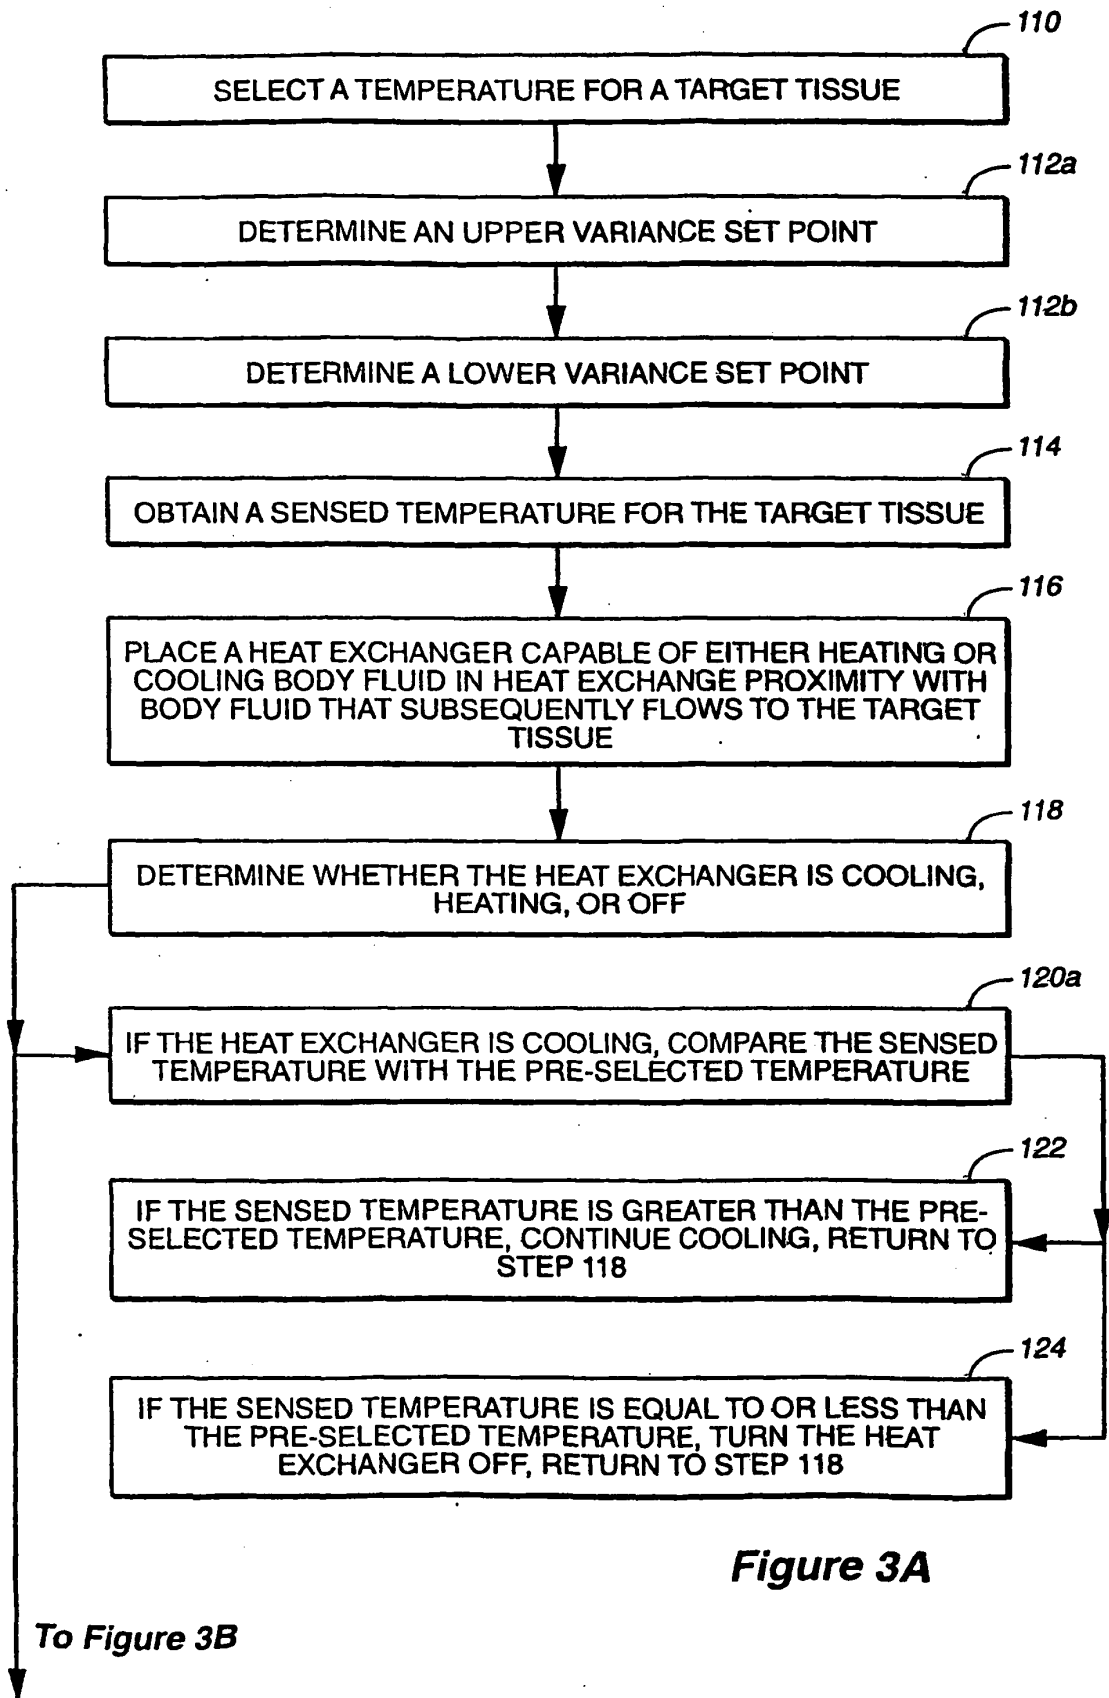 110
SELECT A TEMPERATURE FOR A TARGET TISSUE
112a
DETERMINE AN UPPER VARIANCE SET POINT
112b
DETERMINE A LOWER VARIANCE SET POINT
114
OBTAIN A SENSED TEMPERATURE FOR THE TARGET TISSUE
116
PLACE A HEAT EXCHANGER CAPABLE OF EITHER HEATING OR
COOLING BODY FLUID IN HEAT EXCHANGE PROXIMITY WITH
BODY FLUID THAT SUBSEQUENTLY FLOWS TO THE TARGET
TISSUE
118
DETERMINE WHETHER THE HEAT EXCHANGER IS COOLING,
HEATING, OR OFF
120a
IF THE HEAT EXCHANGER IS COOLING, COMPARE THE SENSED
TEMPERATURE WITH THE PRE-SELECTED TEMPERATURE
122
IF THE SENSED TEMPERATURE IS GREATER THAN THE PRE-
SELECTED TEMPERATURE, CONTINUE COOLING, RETURN TO
STEP 118
124
IF THE SENSED TEMPERATURE IS EQUAL TO OR LESS THAN
THE PRE-SELECTED TEMPERATURE, TURN THE HEAT
EXCHANGER OFF, RETURN TO STEP 118
Figure 3A
To Figure 3B